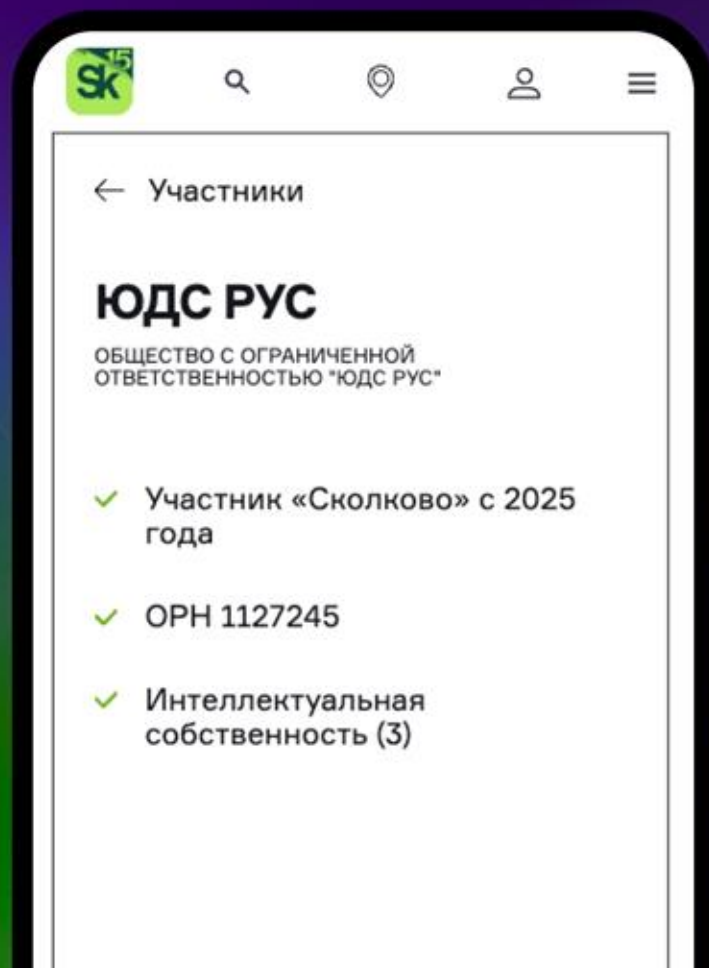 Sk 15
← Участники
ЮДС РУС
ОБЩЕСТВО С ОГРАНИЧЕННОЙ
ОТВЕТСТВЕННОСТЬЮ "ЮДС РУС"
Участник «Сколково» с 2025
года
ОРН 1127245
Интеллектуальная
собственность (3)